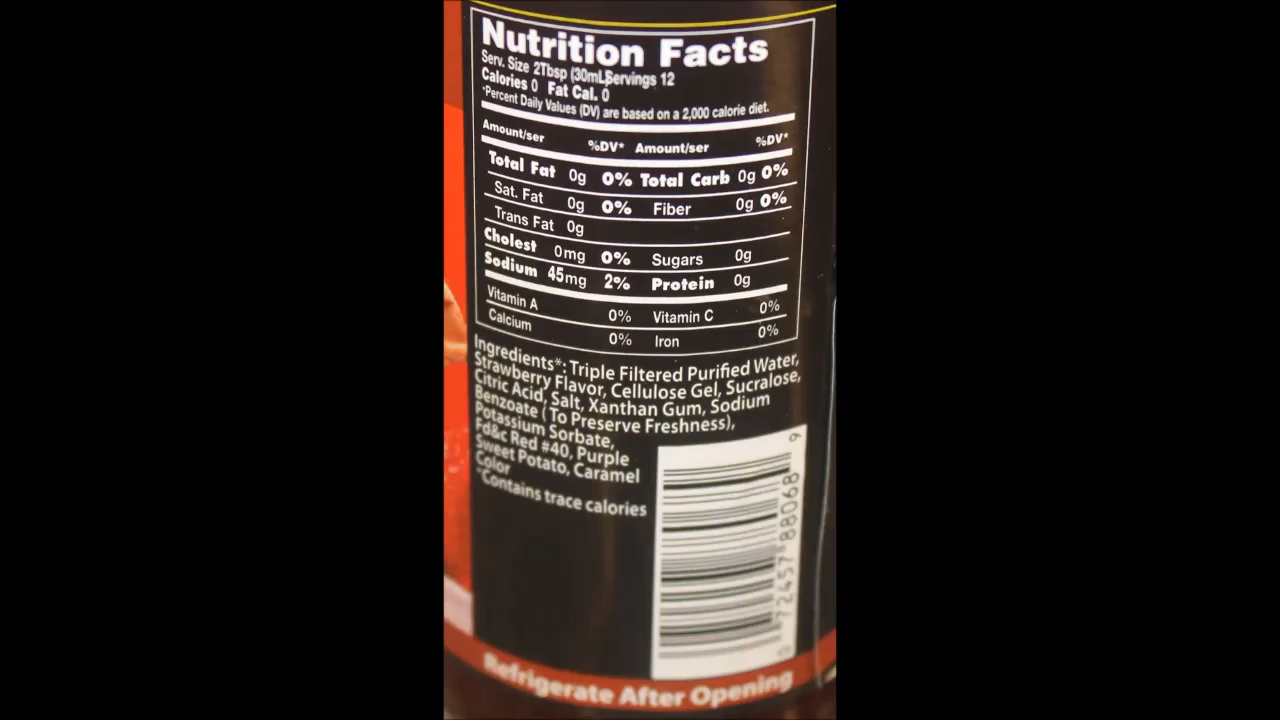 Nutrition Facts
Serv. Size 2Tbsp (30mL)Servings 12
Calories 0 Fat Cal. 0
*Percent Daily Values (DV) are based on a 2,000 calorie diet.
Amount/ser %DV* Amount/ser %DV*
Total Fat 0g 0% Total Carb 0g 0%
Sat. Fat 0g 0% Fiber 0g 0%
Trans Fat 0g
Cholest 0mg 0% Sugars 0g
Sodium 45mg 2% Protein 0g
Vitamin A 0% Vitamin C 0%
Calcium 0% Iron 0%
Ingredients*: Triple Filtered Purified Water,
Strawberry Flavor, Cellulose Gel, Sucralose,
Citric Acid, Salt, Xanthan Gum, Sodium
Benzoate ( To Preserve Freshness),
Potassium Sorbate,
Fd&c Red #40, Purple
Sweet Potato, Caramel
Color
*Contains trace calories
0 72457 88068 9
Refrigerate After Opening